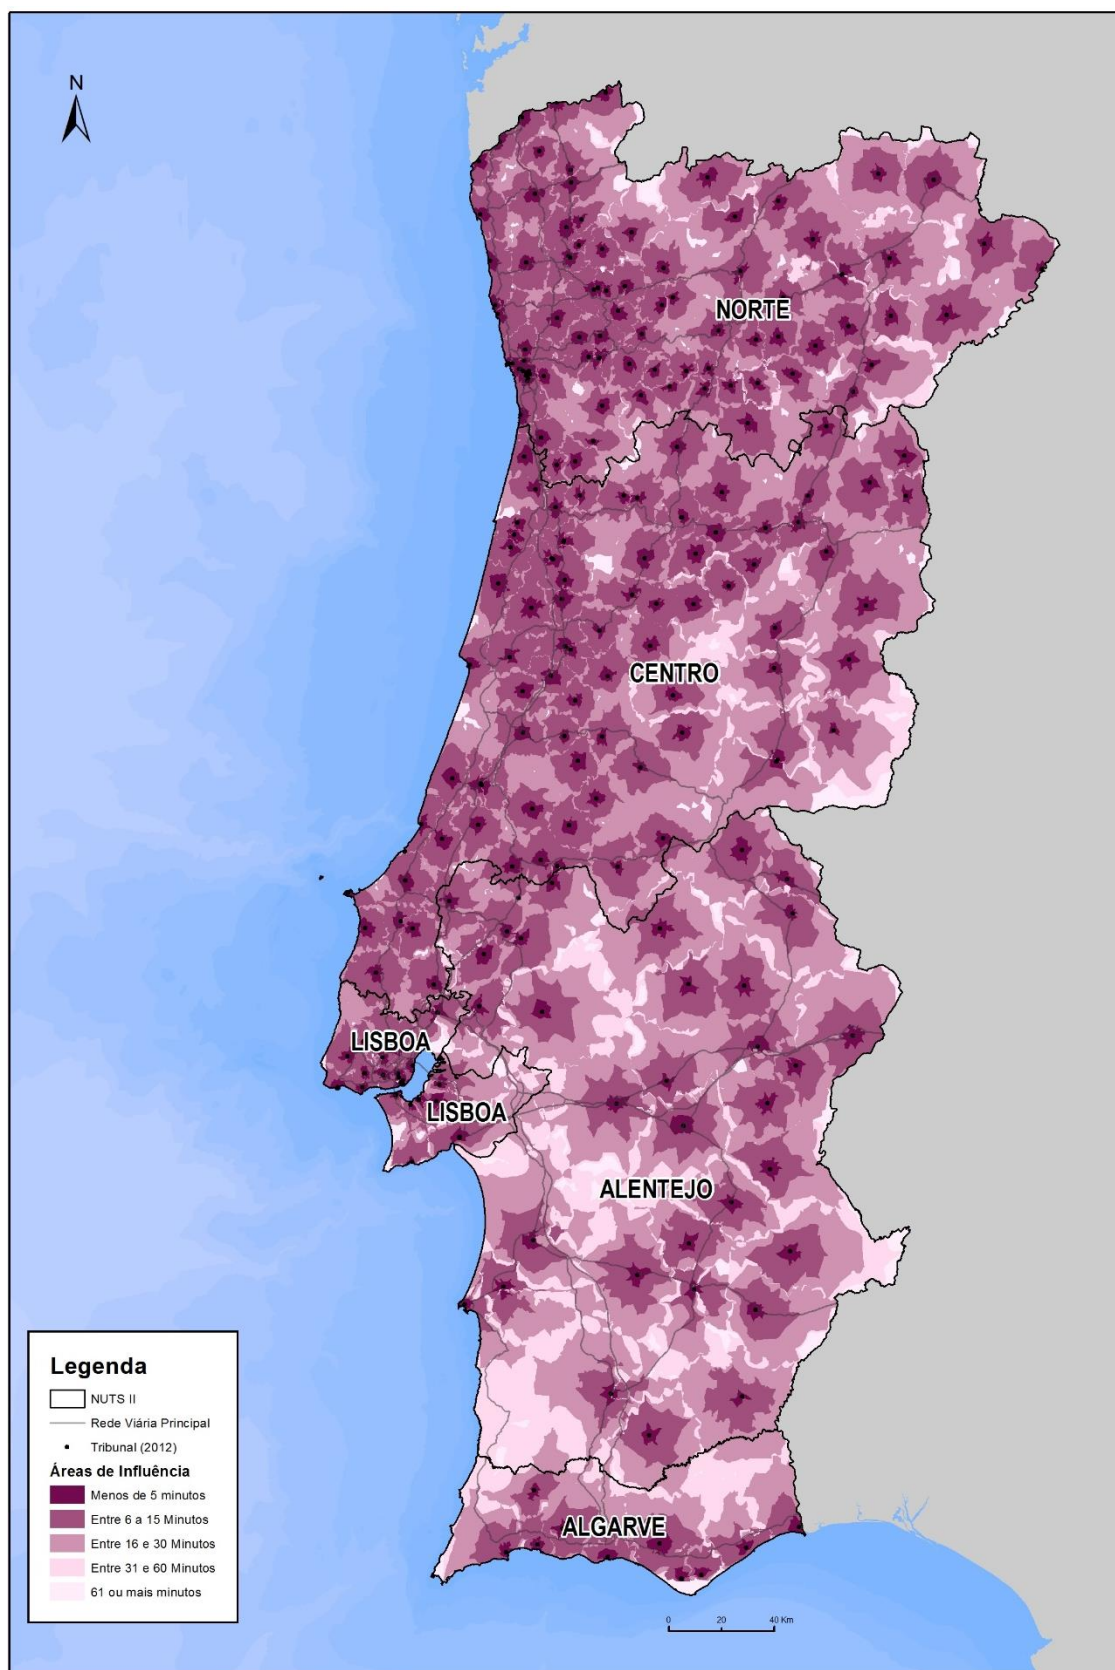 N
NORTE
CENTRO
LISBOA
LISBOA
ALENTEJO
ALGARVE
Legenda
NUTS II
Rede Viária Principal
Tribunal (2012)
Áreas de Influência
Menos de 5 minutos
Entre 6 a 15 Minutos
Entre 16 e 30 Minutos
Entre 31 e 60 Minutos
61 ou mais minutos
0 20 40 Km